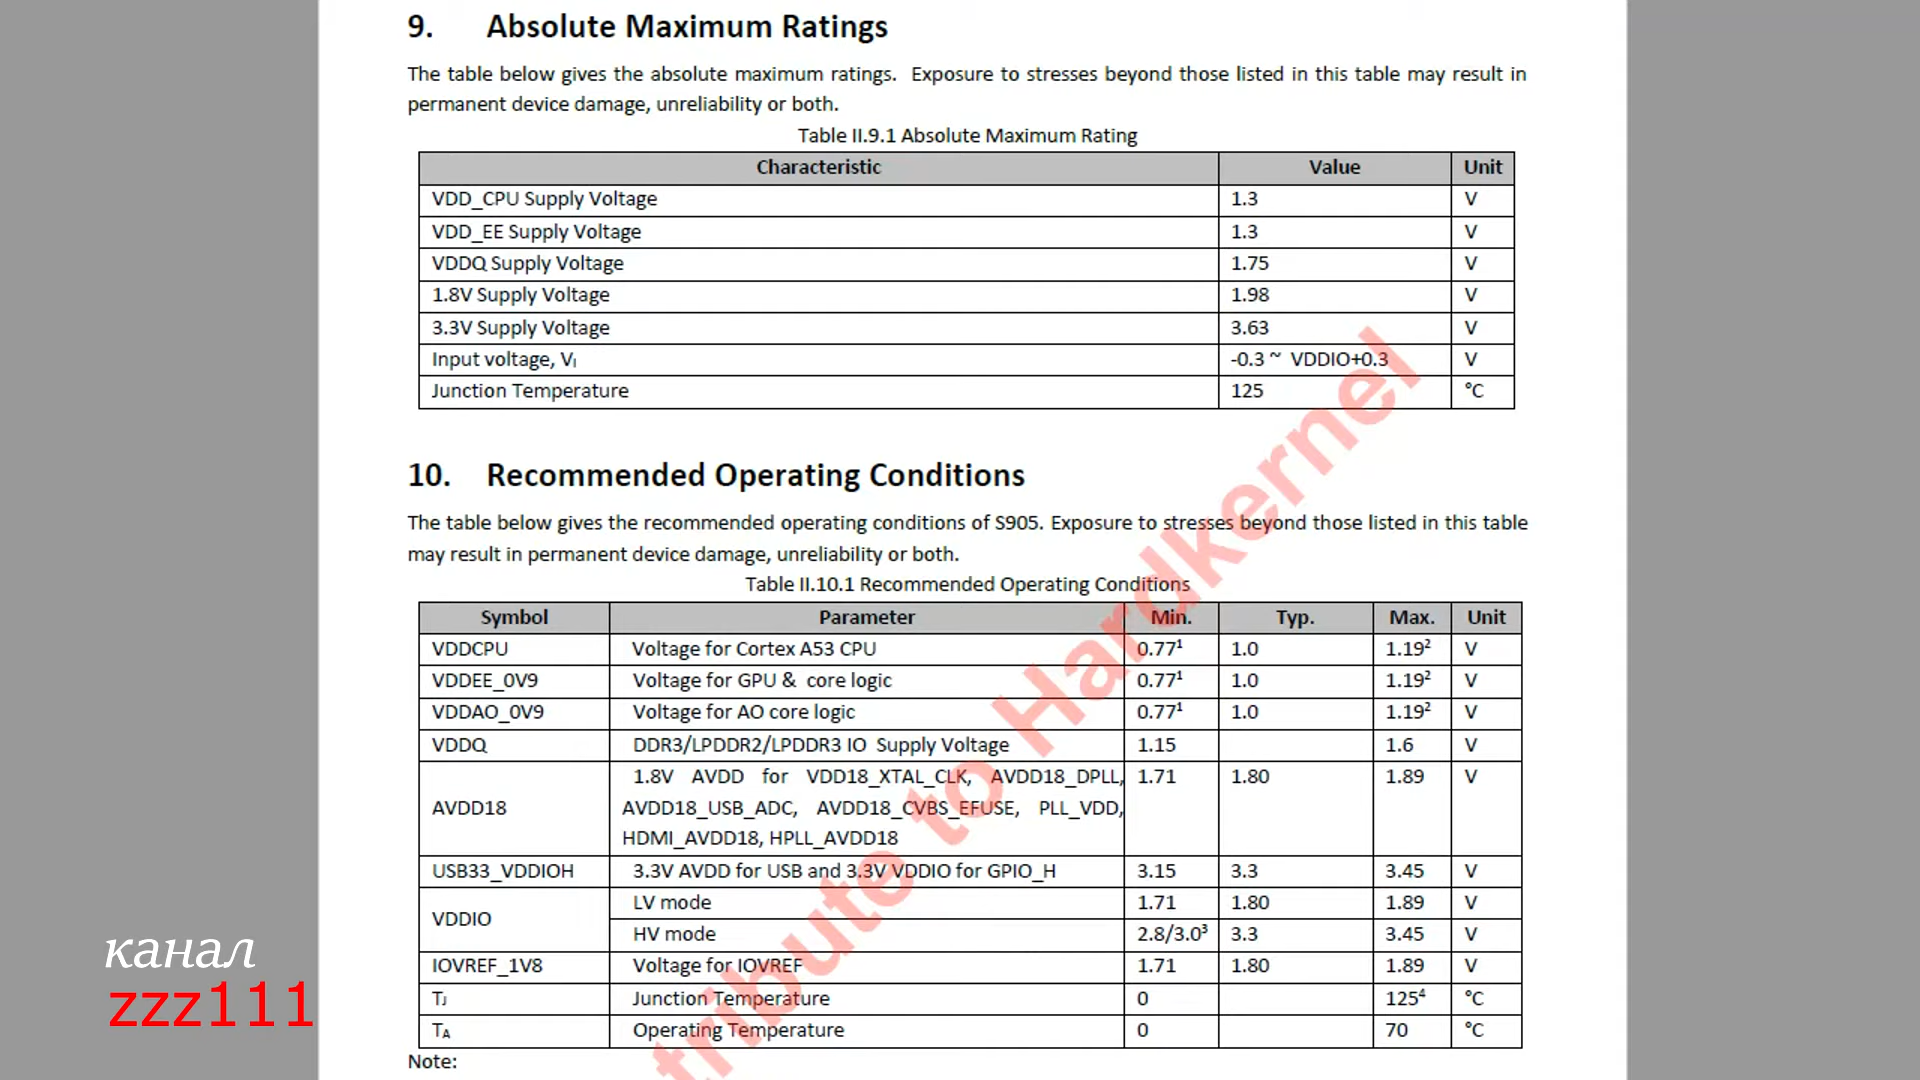 9. Absolute Maximum Ratings
The table below gives the absolute maximum ratings. Exposure to stresses beyond those listed in this table may result in
permanent device damage, unreliability or both.
Table II.9.1 Absolute Maximum Rating
Characteristic Value Unit
VDD_CPU Supply Voltage 1.3 V
VDD_EE Supply Voltage 1.3 V
VDDQ Supply Voltage 1.75 V
1.8V Supply Voltage 1.98 V
3.3V Supply Voltage 3.63 V
Input voltage, VI -0.3 ~ VDDIO+0.3 V
Junction Temperature 125 °C
10. Recommended Operating Conditions
The table below gives the recommended operating conditions of S905. Exposure to stresses beyond those listed in this table
may result in permanent device damage, unreliability or both.
Table II.10.1 Recommended Operating Conditions
Symbol Parameter Min. Typ. Max. Unit
VDDCPU Voltage for Cortex A53 CPU 0.77¹ 1.0 1.19² V
VDDEE_0V9 Voltage for GPU & core logic 0.77¹ 1.0 1.19² V
VDDAO_0V9 Voltage for AO core logic 0.77¹ 1.0 1.19² V
VDDQ DDR3/LPDDR2/LPDDR3 IO Supply Voltage 1.15 1.6 V
AVDD18 1.8V AVDD for VDD18_XTAL_CLK, AVDD18_DPLL, 1.71 1.80 1.89 V
AVDD18_USB_ADC, AVDD18_CVBS_EFUSE, PLL_VDD,
HDMI_AVDD18, HPLL_AVDD18
USB33_VDDIOH 3.3V AVDD for USB and 3.3V VDDIO for GPIO_H 3.15 3.3 3.45 V
VDDIO LV mode 1.71 1.80 1.89 V
HV mode 2.8/3.0³ 3.3 3.45 V
IOVREF_1V8 Voltage for IOVREF 1.71 1.80 1.89 V
TJ Junction Temperature 0 125⁴ °C
TA Operating Temperature 0 70 °C
Note:
tribute to Hardkernel
канал
zzz111